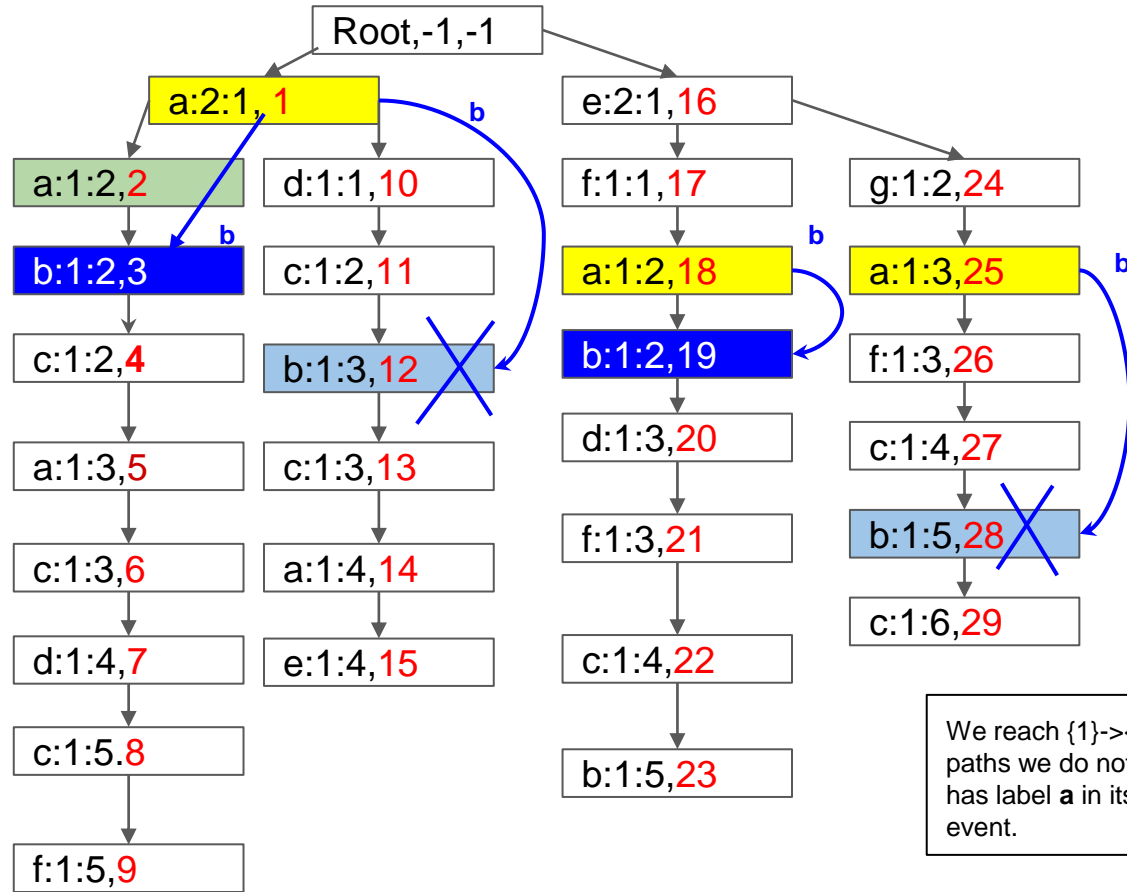 Root,-1,-1
a:2:1, 1
b
e:2:1,16
a:1:2,2
d:1:1,10
f:1:1,17
g:1:2,24
b
b:1:2,3
c:1:2,11
b
a:1:2,18
a:1:3,25
b
c:1:2,4
b:1:3,12
b:1:2,19
f:1:3,26
a:1:3,5
c:1:3,13
d:1:3,20
c:1:4,27
c:1:3,6
a:1:4,14
f:1:3,21
b:1:5,28
d:1:4,7
e:1:4,15
c:1:4,22
c:1:6,29
c:1:5.8
b:1:5,23
f:1:5,9
We reach {1}-><
paths we do not
has label a in its
event.